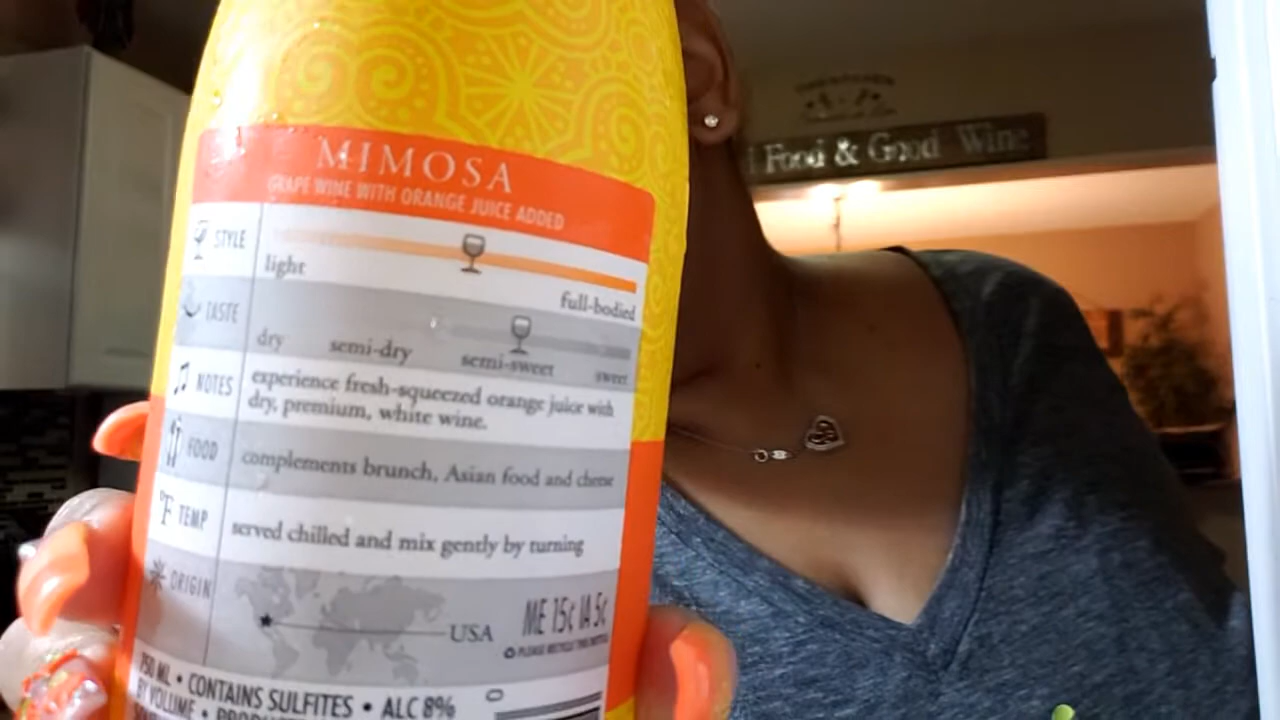 Food & Good Wine
MIMOSA
GRAPE WINE WITH ORANGE JUICE ADDED
STYLE
light
full-bodied
TASTE
dry semi-dry semi-sweet sweet
NOTES
experience fresh-squeezed orange juice with
dry, premium, white wine.
FOOD
complements brunch, Asian food and cheese
°F TEMP
served chilled and mix gently by turning
ORIGIN
USA
ME 15¢ IA 5¢
PLEASE RECYCLE THIS BOTTLE
750 ML • CONTAINS SULFITES • ALC 8%
BY VOLUME •